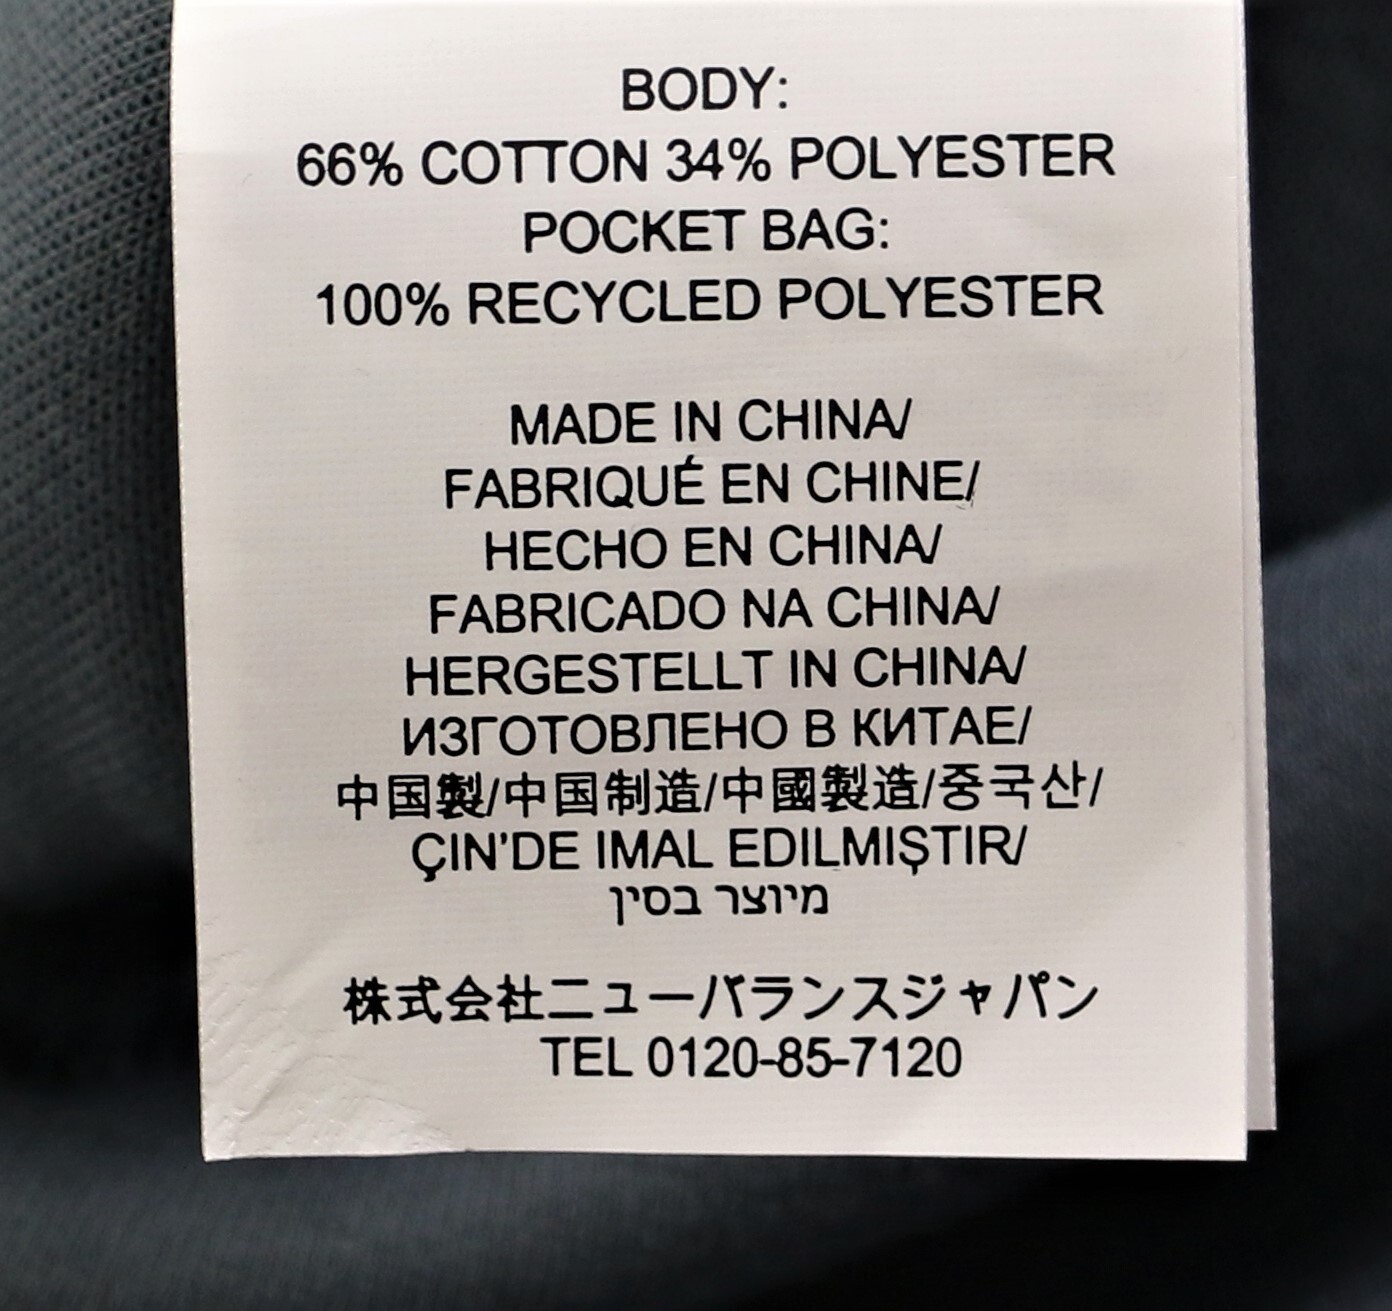 BODY:
66% COTTON 34% POLYESTER
POCKET BAG:
100% RECYCLED POLYESTER
MADE IN CHINA/
FABRIQUÉ EN CHINE/
HECHO EN CHINA/
FABRICADO NA CHINA/
HERGESTELLT IN CHINA/
ИЗГОТОВЛЕНО В КИТАЕ/
中国製/中国制造/中國製造/중국산/
ÇIN'DE IMAL EDILMIŞTIR/
מיוצר בסין
株式会社ニューバランスジャパン
TEL 0120-85-7120